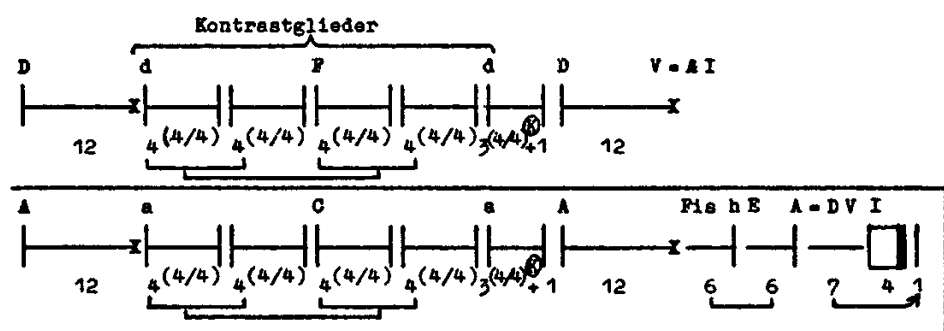 Kontrastglieder
D d F d D V = A I
12 4 (4/4) 4 (4/4) 4 (4/4) 4 (4/4) 3 (4/4) K +1 12
A a C a A Fis h E A = D V I
12 4 (4/4) 4 (4/4) 4 (4/4) 4 (4/4) 3 (4/4) K +1 12 6 6 7 4 1